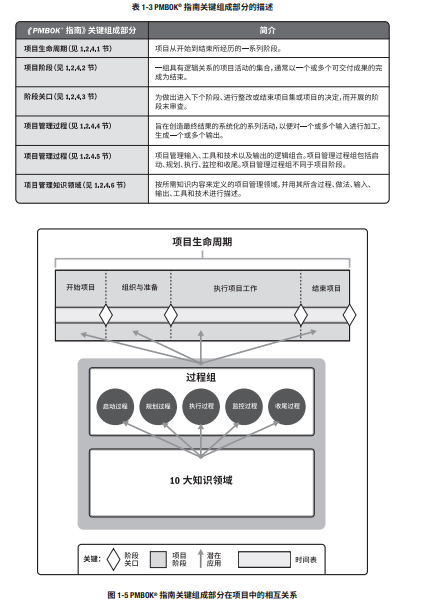 表 1-3 PMBOK® 指南关键组成部分的描述
《PMBOK® 指南》关键组成部分 简介
项目生命周期(见 1.2.4.1 节) 项目从开始到结束所经历的一系列阶段。
项目阶段(见 1.2.4.2 节) 一组具有逻辑关系的项目活动的集合,通常以一个或多个可交付成果的完
成为结束。
阶段关口(见 1.2.4.3 节) 为做出进入下个阶段、进行整改或结束项目集或项目的决定,而开展的阶
段末审查。
项目管理过程(见 1.2.4.4 节) 旨在创造最终结果的系统化的系列活动,以便对一个或多个输入进行加工,
生成一个或多个输出。
项目管理过程(见 1.2.4.5 节) 项目管理输入、工具和技术以及输出的逻辑组合。项目管理过程组包括启
动、规划、执行、监控和收尾。项目管理过程组不同于项目阶段。
项目管理知识领域(见 1.2.4.6 节) 按所需知识内容来定义的项目管理领域,并用其所含过程、做法、输入、
输出、工具和技术进行描述。
项目生命周期
开始项目 组织与准备 执行项目工作 结束项目
过程组
启动过程 规划过程 执行过程 监控过程 收尾过程
10 大知识领域
关键: 阶段
关口 项目
阶段 潜在
应用 时间表
图 1-5 PMBOK® 指南关键组成部分在项目中的相互关系